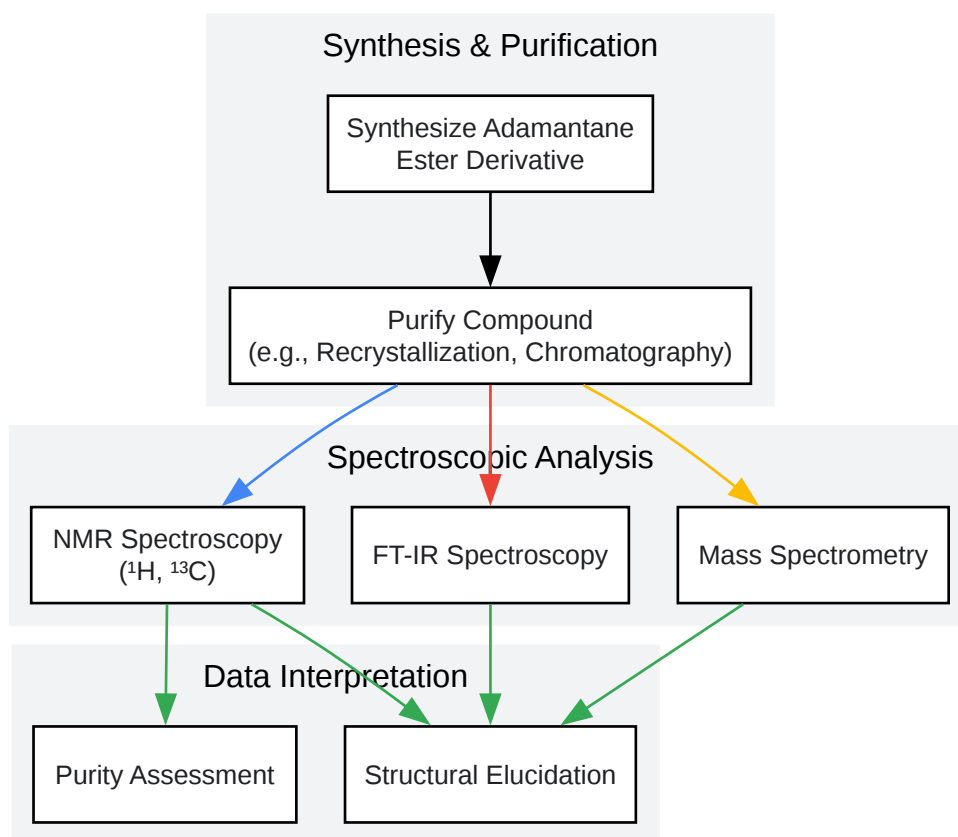 Synthesis & Purification
Synthesize Adamantane
Ester Derivative
Purify Compound
(e.g., Recrystallization, Chromatography)
Spectroscopic Analysis
NMR Spectroscopy
(¹H, ¹³C)
FT-IR Spectroscopy
Mass Spectrometry
Data Interpretation
Purity Assessment
Structural Elucidation